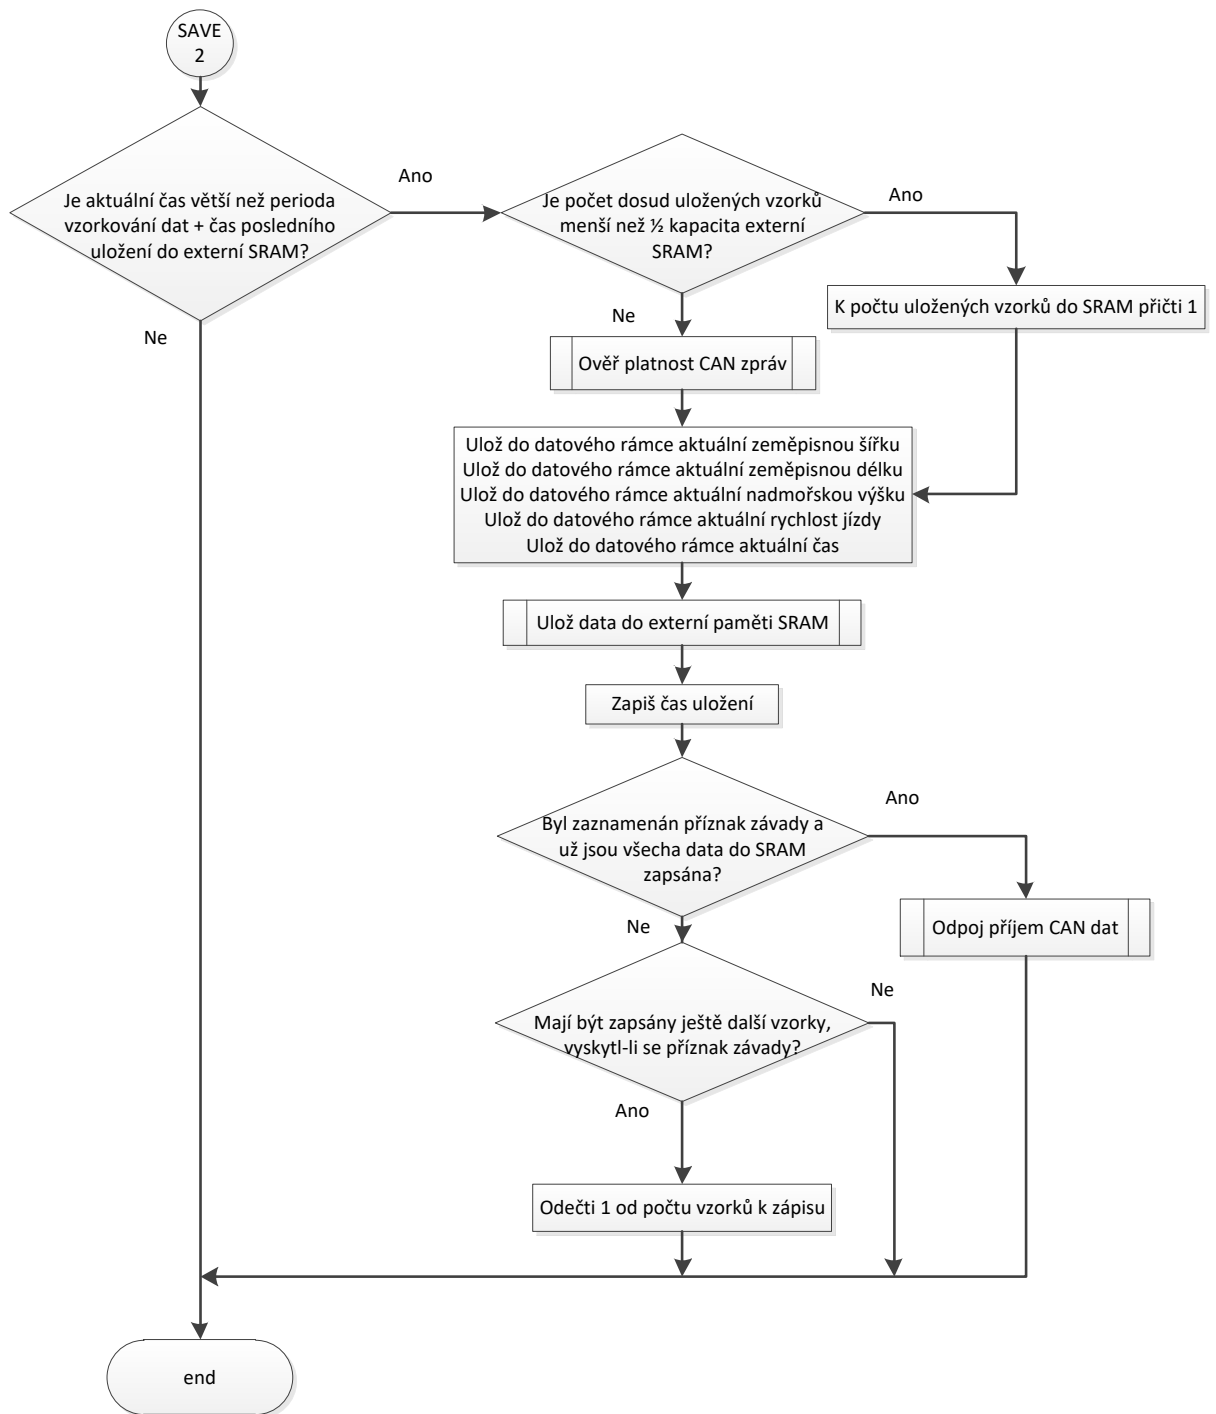 SAVE
2
Je aktuální čas větší než perioda
vzorkování dat + čas posledního
uložení do externí SRAM?
Ano
Ne
Je počet dosud uložených vzorků
menší než ½ kapacita externí
SRAM?
Ano
Ne
K počtu uložených vzorků do SRAM přičti 1
Ověř platnost CAN zpráv
Ulož do datového rámce aktuální zeměpisnou šířku
Ulož do datového rámce aktuální zeměpisnou délku
Ulož do datového rámce aktuální nadmořskou výšku
Ulož do datového rámce aktuální rychlost jízdy
Ulož do datového rámce aktuální čas
Ulož data do externí paměti SRAM
Zapiš čas uložení
Byl zaznamenán příznak závady a
už jsou všecha data do SRAM
zapsána?
Ano
Ne
Odpoj příjem CAN dat
Mají být zapsány ještě další vzorky,
vyskytl-li se příznak závady?
Ne
Ano
Odečti 1 od počtu vzorků k zápisu
end